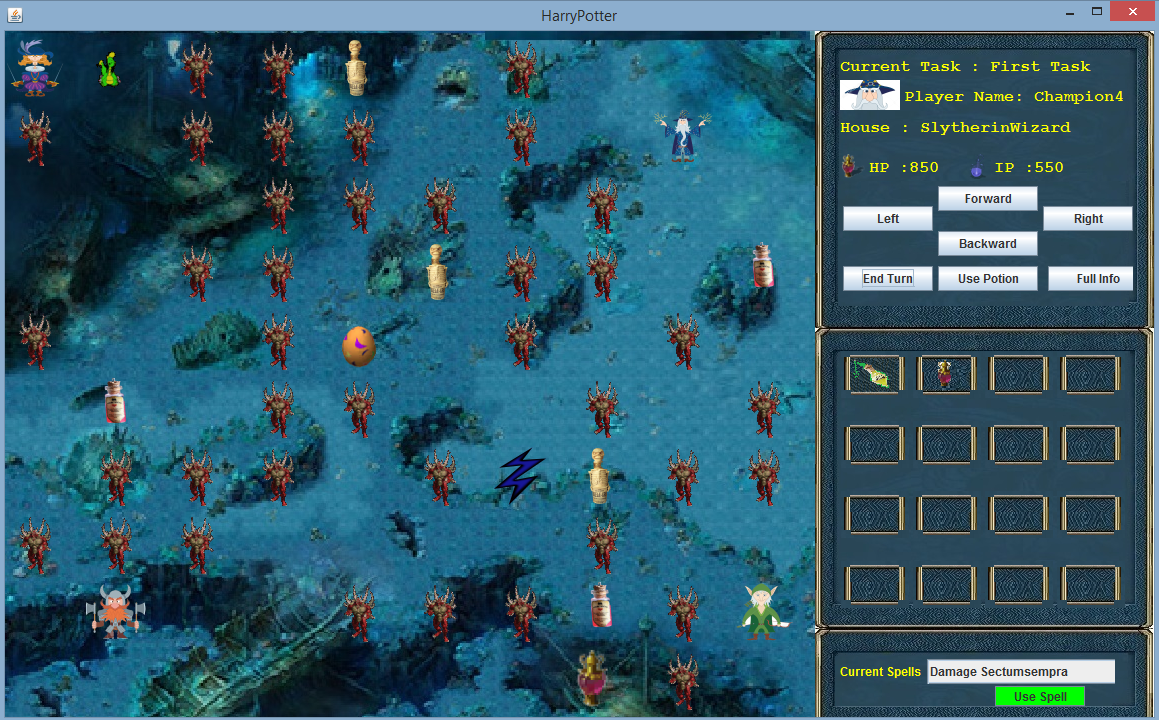 HarryPotter
Current Task : First Task
Player Name: Champion4
House : SlytherinWizard
HP :850 IP :550
Forward
Left Right
Backward
End Turn Use Potion Full Info
Current Spells Damage Sectumsempra
Use Spell